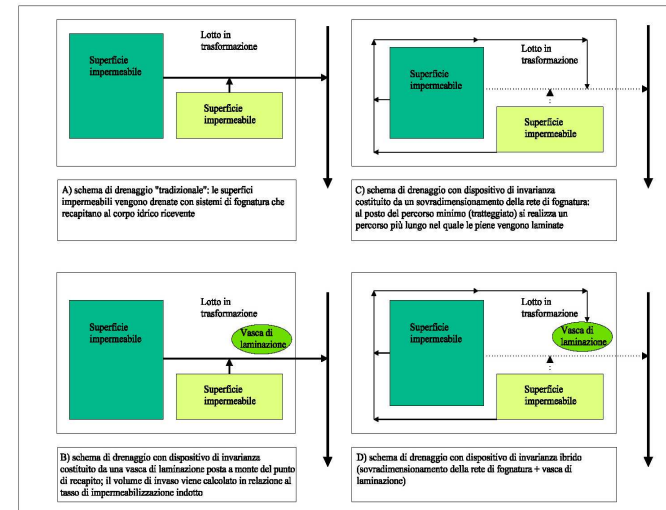 Superficie
impermeabile
Lotto in
trasformazione
Superficie
impermeabile
A) schema di drenaggio "tradizionale": le superfici
impermeabili vengono drenate con sistemi di fognatura che
recapitano al corpo idrico ricevente
Superficie
impermeabile
Lotto in
trasformazione
Superficie
impermeabile
C) schema di drenaggio con dispositivo di invarianza
costituito da un sovradimensionamento della rete di fognatura:
al posto del percorso minimo (tratteggiato) si realizza un
percorso più lungo nel quale le piene vengono laminate
Superficie
impermeabile
Lotto in
trasformazione
Vasca di
laminazione
Superficie
impermeabile
B) schema di drenaggio con dispositivo di invarianza
costituito da una vasca di laminazione posta a monte del punto
di recapito; il volume di invaso viene calcolato in relazione al
tasso di impermeabilizzazione indotto
Superficie
impermeabile
Lotto in
trasformazione
Vasca di
laminazione
Superficie
impermeabile
D) schema di drenaggio con dispositivo di invarianza ibrido
(sovradimensionamento della rete di fognatura + vasca di
laminazione)